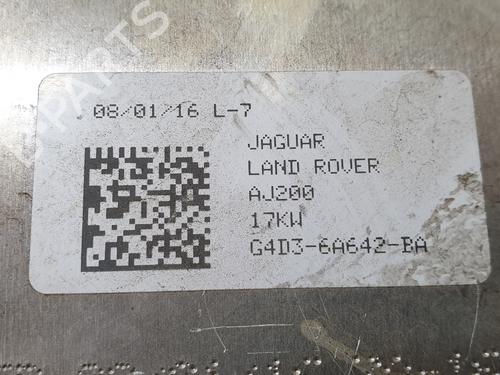 08/01/16 L-7
JAGUAR
LAND ROVER
AJ200
17KW
G4D3-6A642-BA